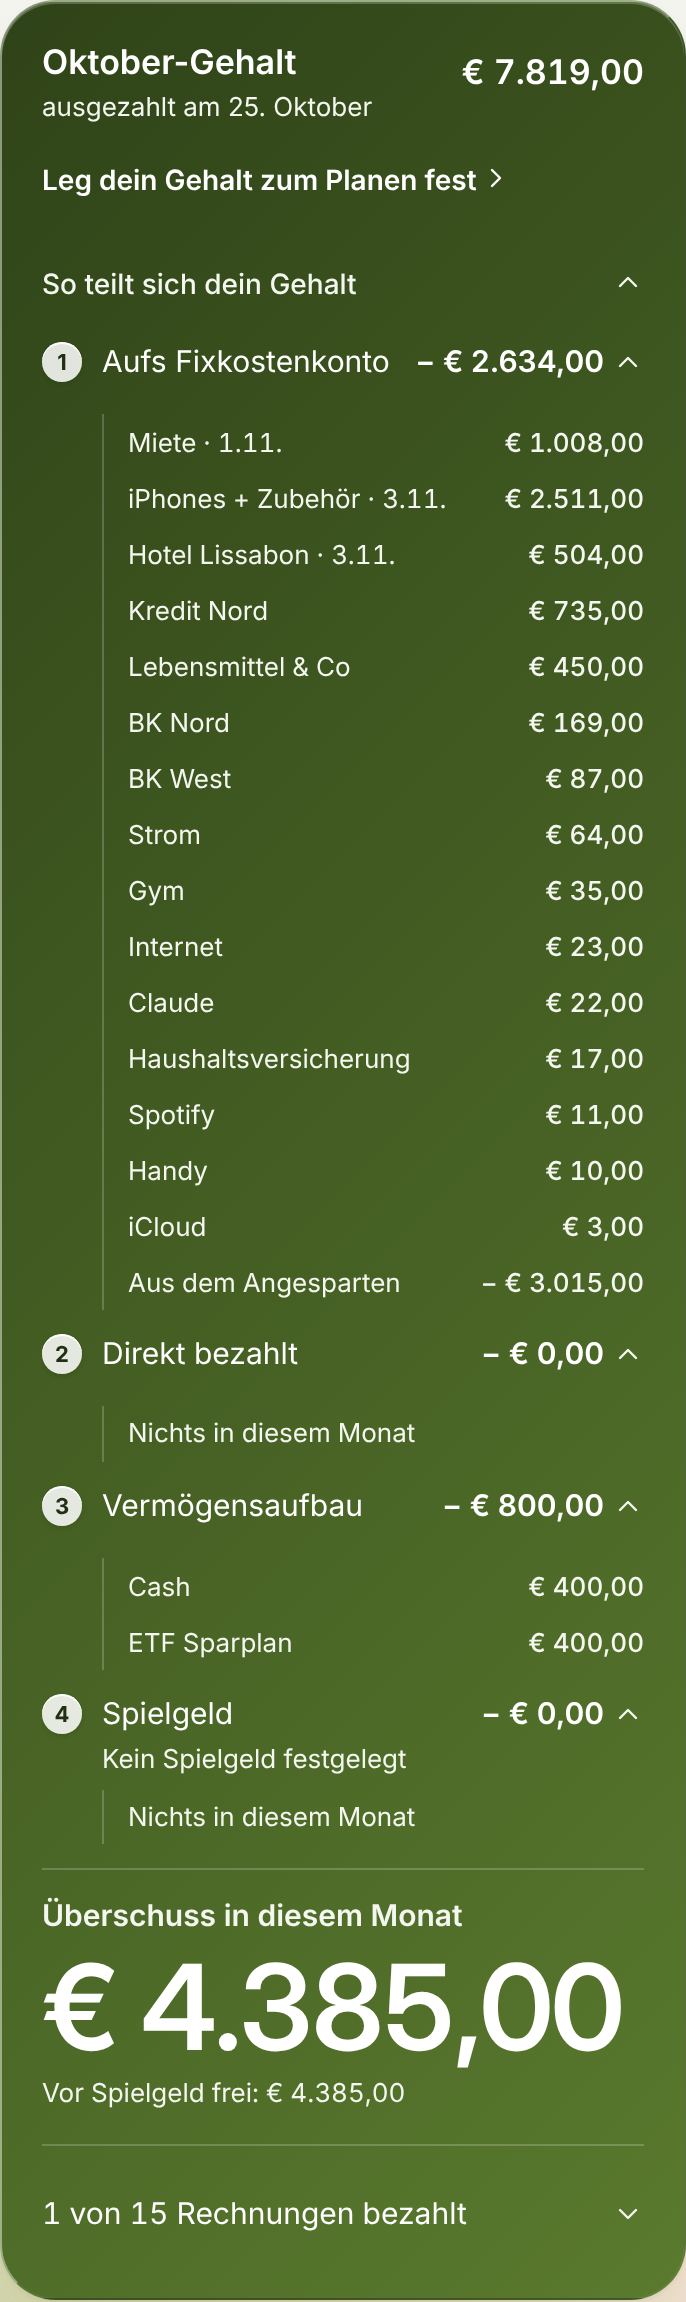 Oktober-Gehalt
€ 7.819,00
ausgezahlt am 25. Oktober
Leg dein Gehalt zum Planen fest >
So teilt sich dein Gehalt
1 Aufs Fixkostenkonto – € 2.634,00
Miete · 1.11. € 1.008,00
iPhones + Zubehör · 3.11. € 2.511,00
Hotel Lissabon · 3.11. € 504,00
Kredit Nord € 735,00
Lebensmittel & Co € 450,00
BK Nord € 169,00
BK West € 87,00
Strom € 64,00
Gym € 35,00
Internet € 23,00
Claude € 22,00
Haushaltsversicherung € 17,00
Spotify € 11,00
Handy € 10,00
iCloud € 3,00
Aus dem Angesparten – € 3.015,00
2 Direkt bezahlt – € 0,00
Nichts in diesem Monat
3 Vermögensaufbau – € 800,00
Cash € 400,00
ETF Sparplan € 400,00
4 Spielgeld – € 0,00
Kein Spielgeld festgelegt
Nichts in diesem Monat
Überschuss in diesem Monat
€ 4.385,00
Vor Spielgeld frei: € 4.385,00
1 von 15 Rechnungen bezahlt